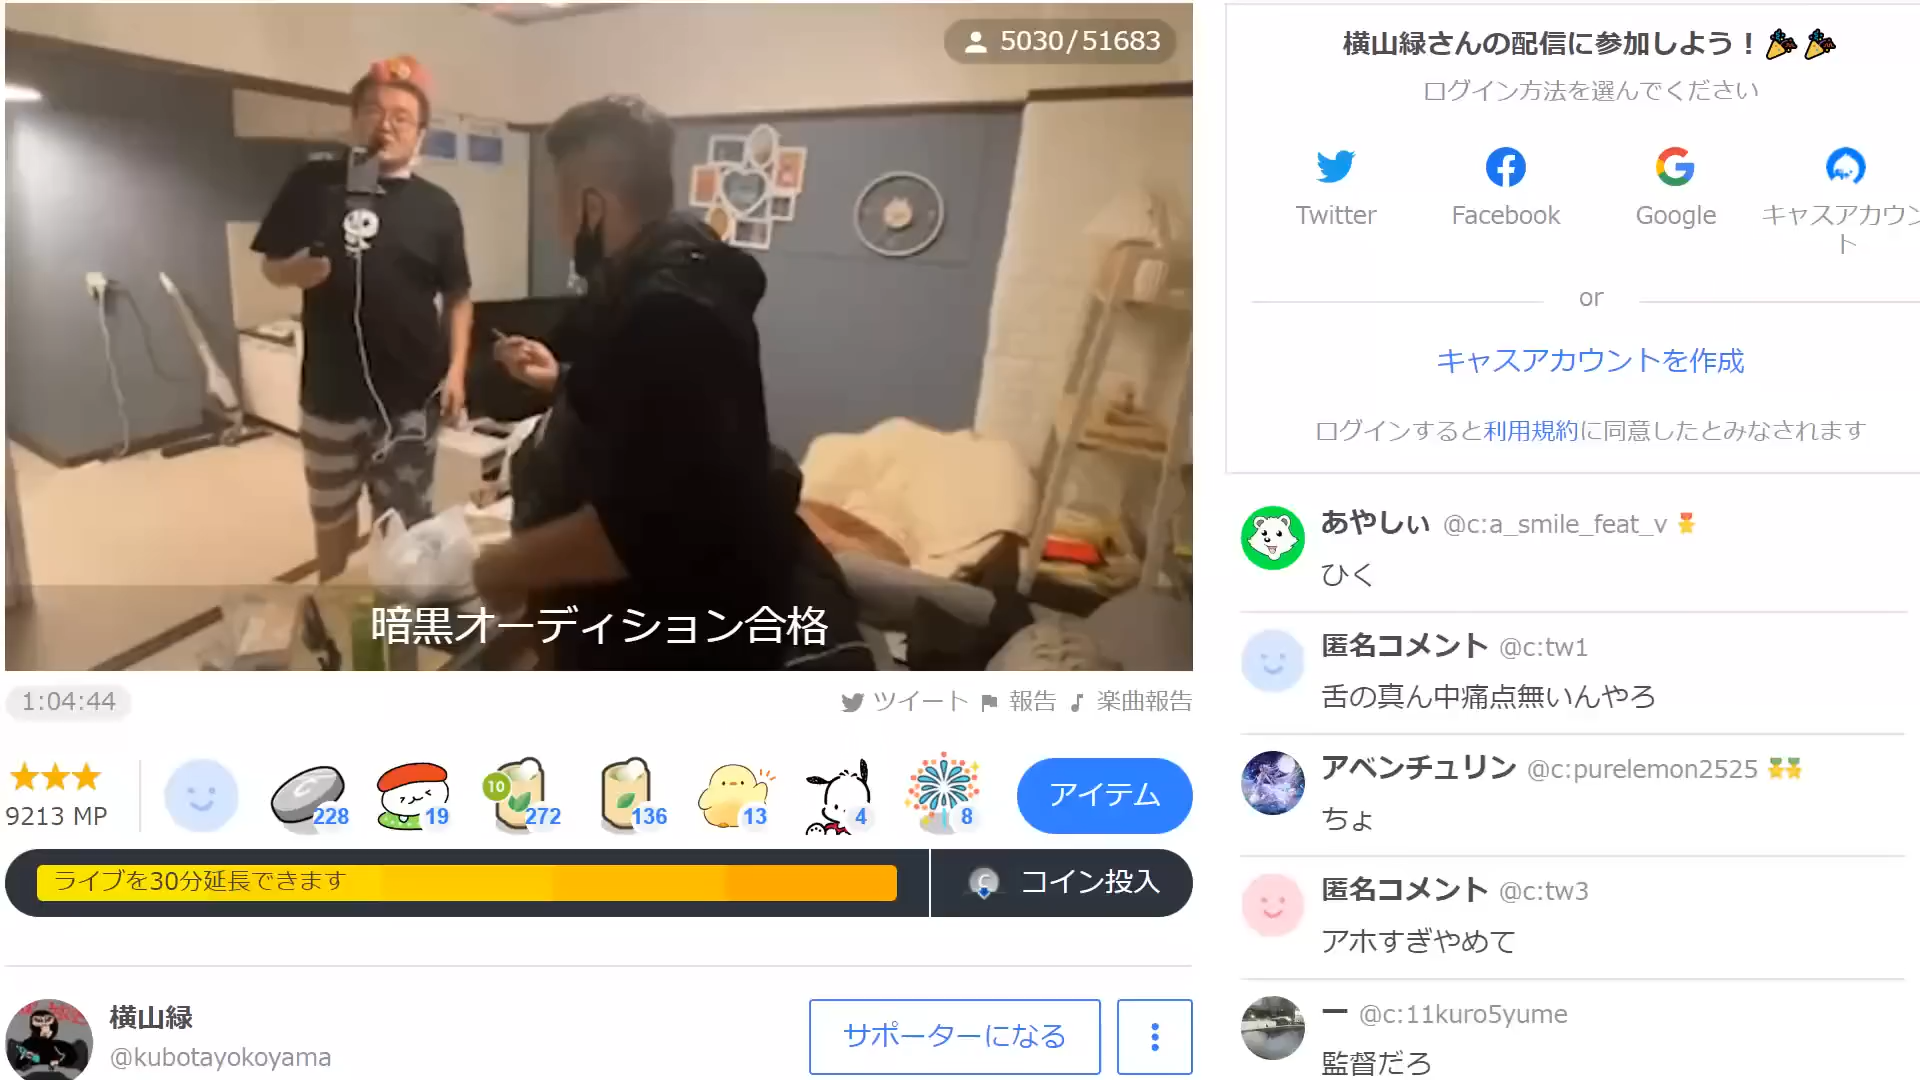 5030/51683
暗黒オーディション合格
1:04:44
ツイート 報告 楽曲報告
9213 MP
228
19
10
272
136
13
4
8
アイテム
ライブを30分延長できます
C
コイン投入
横山緑
@kubotayokoyama
サポーターになる
横山緑さんの配信に参加しよう!
ログイン方法を選んでください
Twitter
Facebook
Google
キャスアカウン
ト
or
キャスアカウントを作成
ログインすると利用規約に同意したとみなされます
あやしぃ @c:a_smile_feat_v
ひく
匿名コメント @c:tw1
舌の真ん中痛点無いんやろ
アベンチュリン @c:purelemon2525
ちょ
匿名コメント @c:tw3
アホすぎやめて
ー @c:11kuro5yume
監督だろ